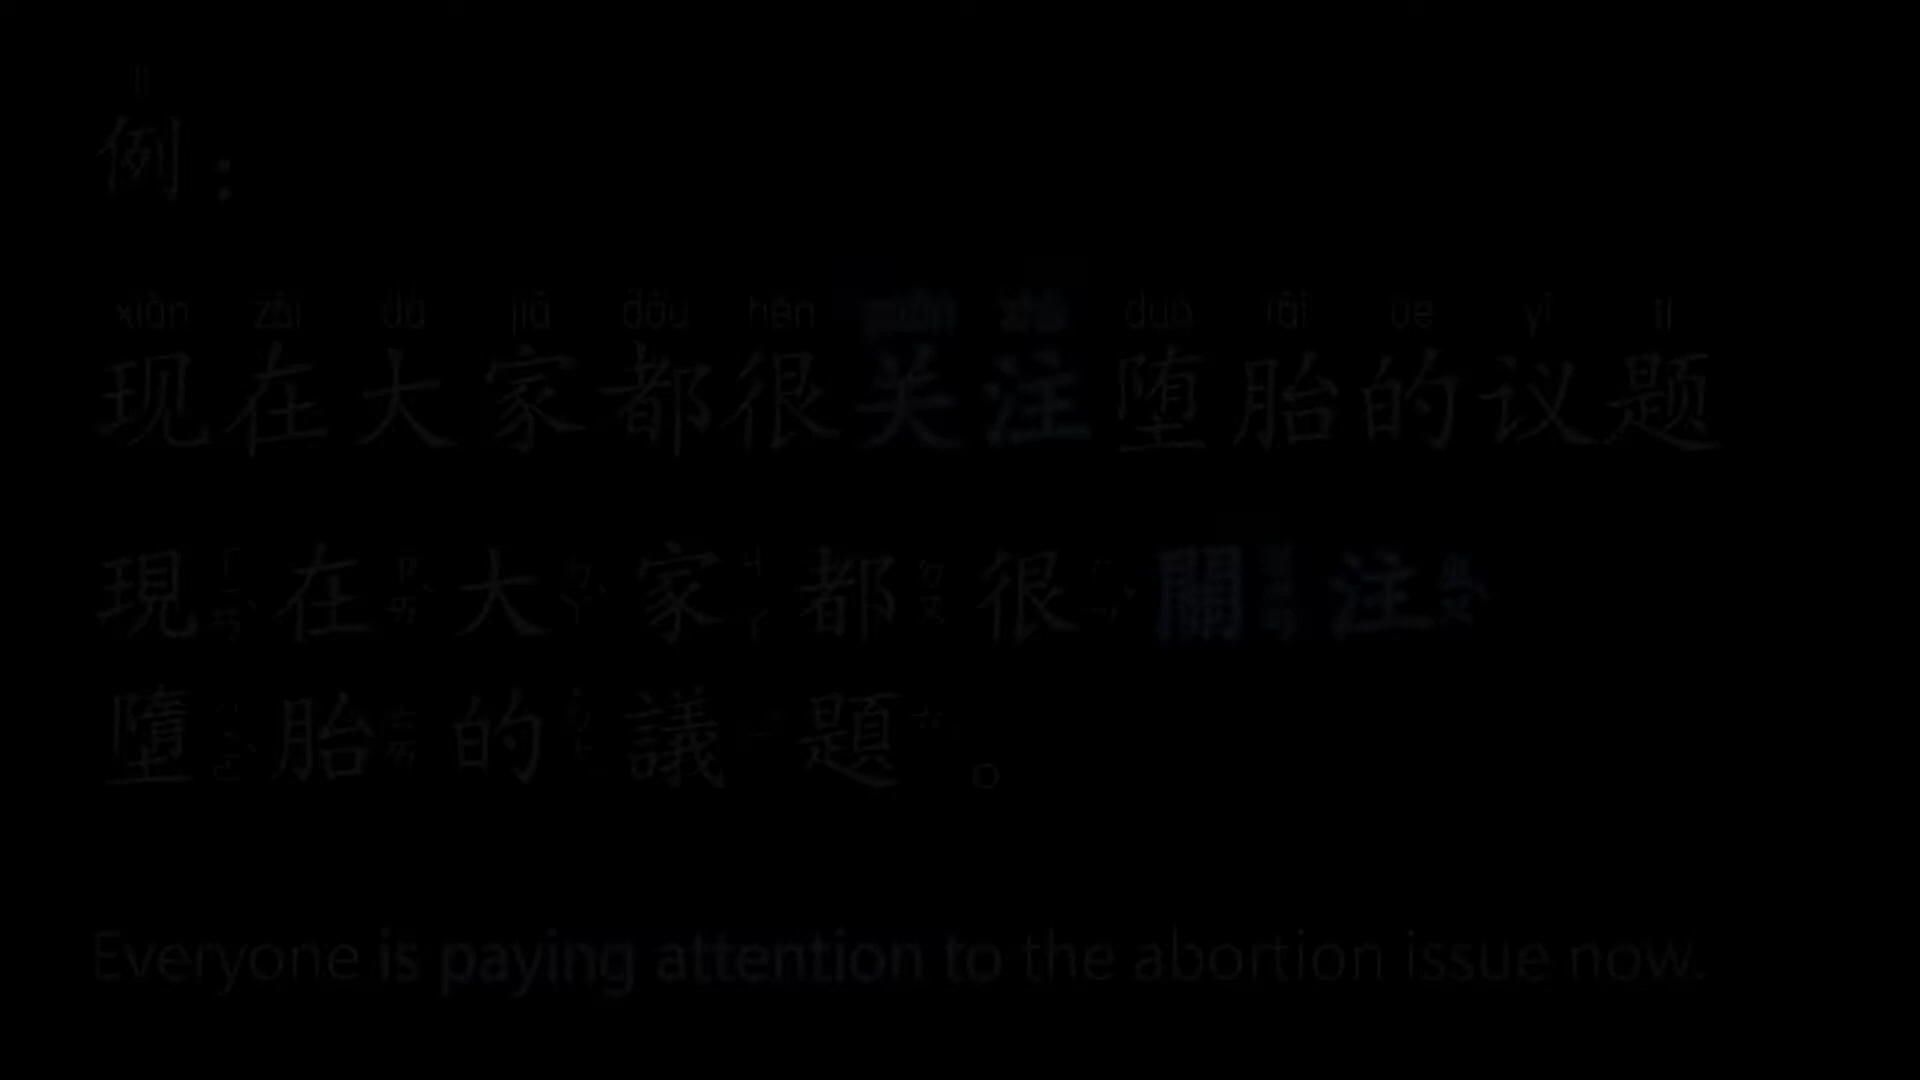 例：
xiàn zài dà jiā dōu hěn guān zhù duò tāi de yì tí
现在大家都很关注堕胎的议题
現在大家都很關注
墮胎的議題。
Everyone is paying attention to the abortion issue now.